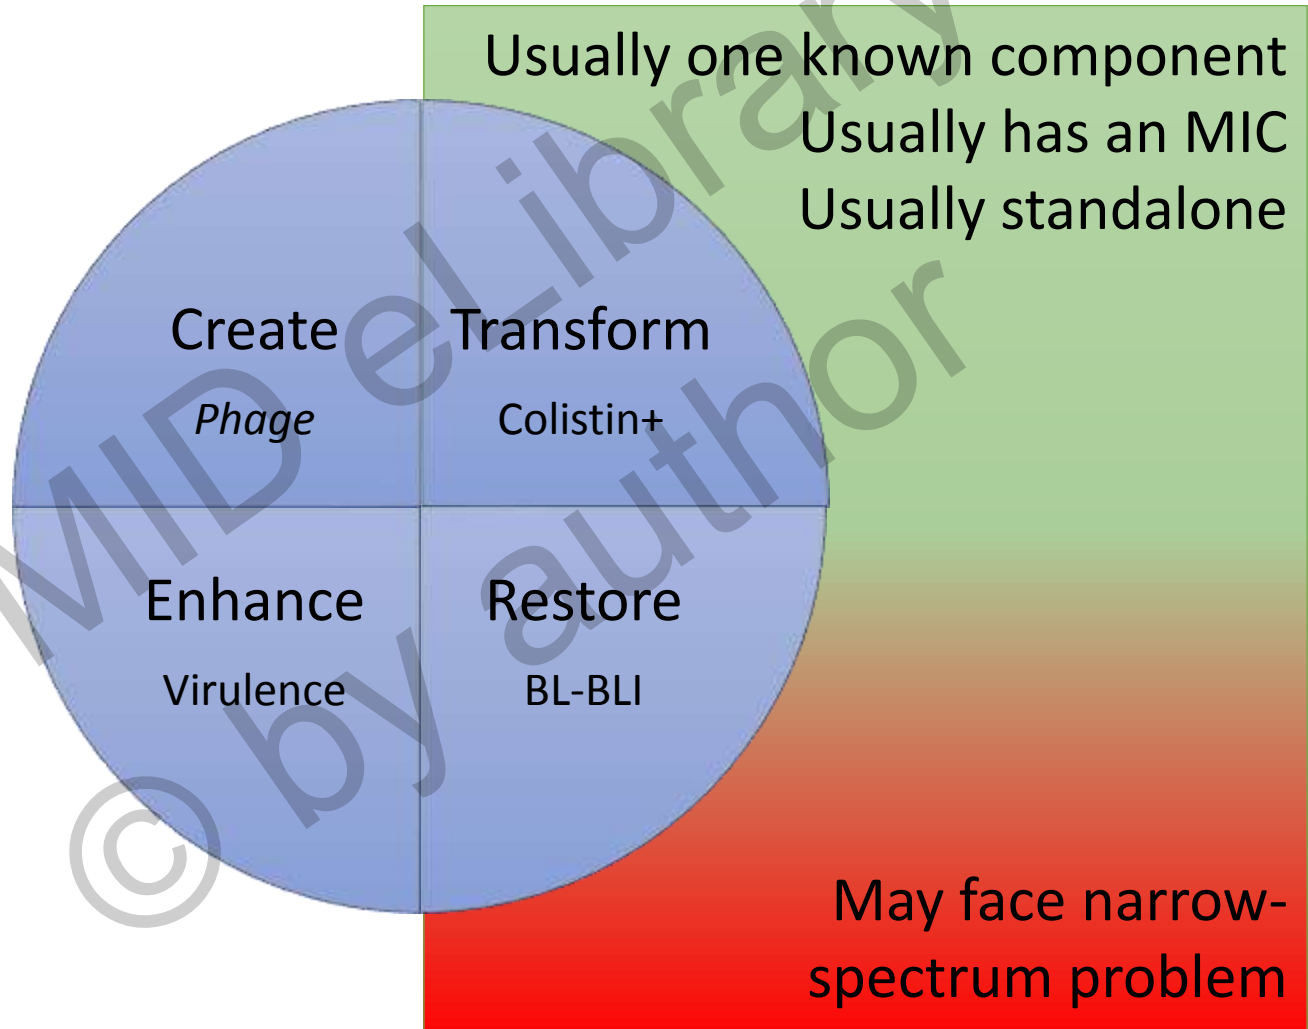 Usually one known component
Usually has an MIC
Usually standalone
Create
Phage
Transform
Colistin+
Enhance
Virulence
Restore
BL-BLI
May face narrow-
spectrum problem
MID eLibrary
© by author